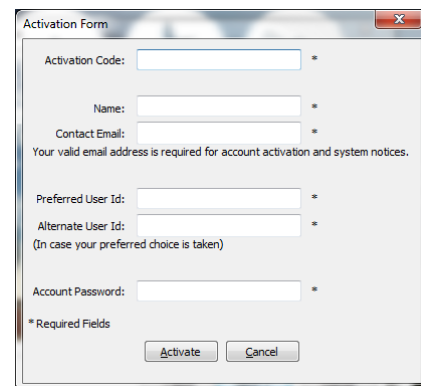 Activation Form
Activation Code: *
Name: *
Contact Email: *
Your valid email address is required for account activation and system notices.
Preferred User Id: *
Alternate User Id: *
(In case your preferred choice is taken)
Account Password: *
* Required Fields
Activate Cancel